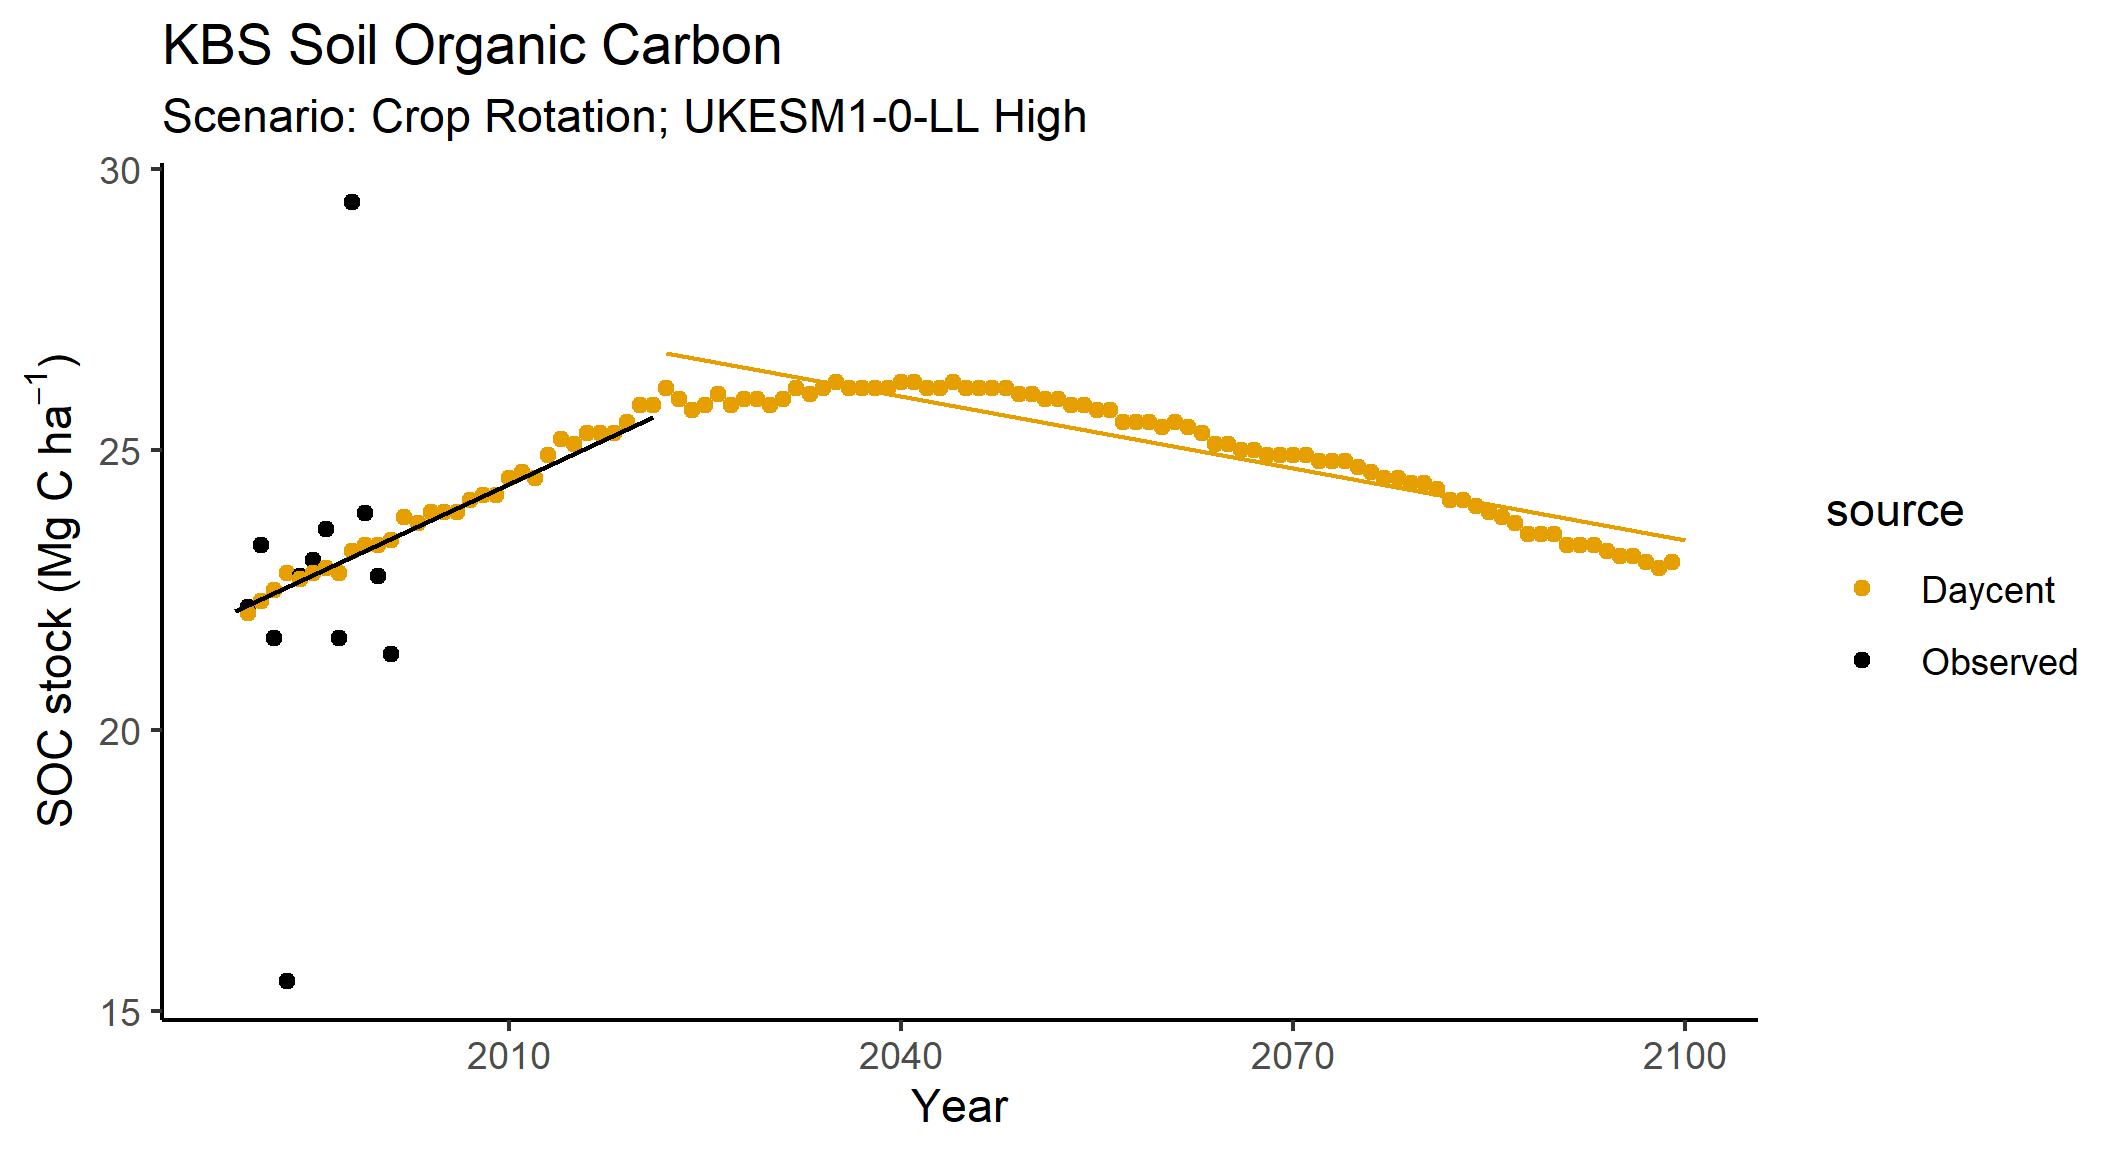 KBS Soil Organic Carbon
Scenario: Crop Rotation; UKESM1-0-LL High
30
25
20
15
SOC stock (Mg C ha⁻¹)
2010
2040
2070
2100
Year
source
Daycent
Observed